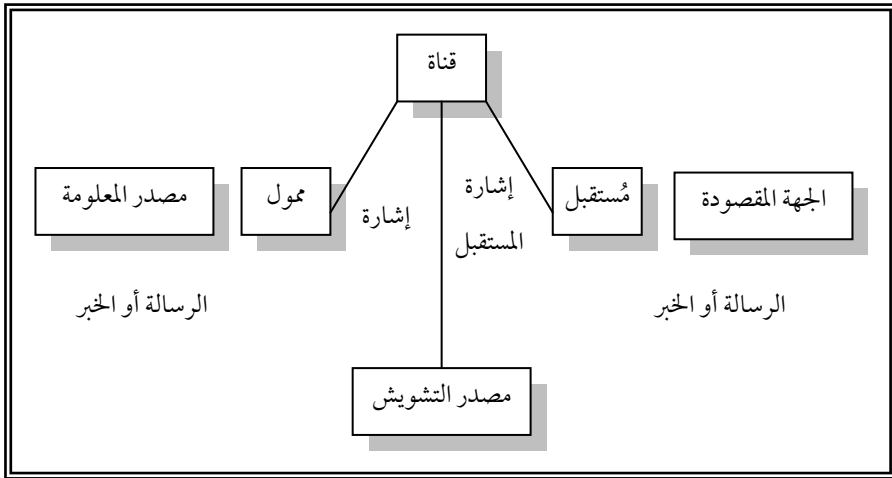 قناة
الجهة المقصودة
مُستقبل
إشارة
المستقبل
إشارة
ممول
مصدر المعلومة
الرسالة أو الخبر
الرسالة أو الخبر
مصدر التشويش